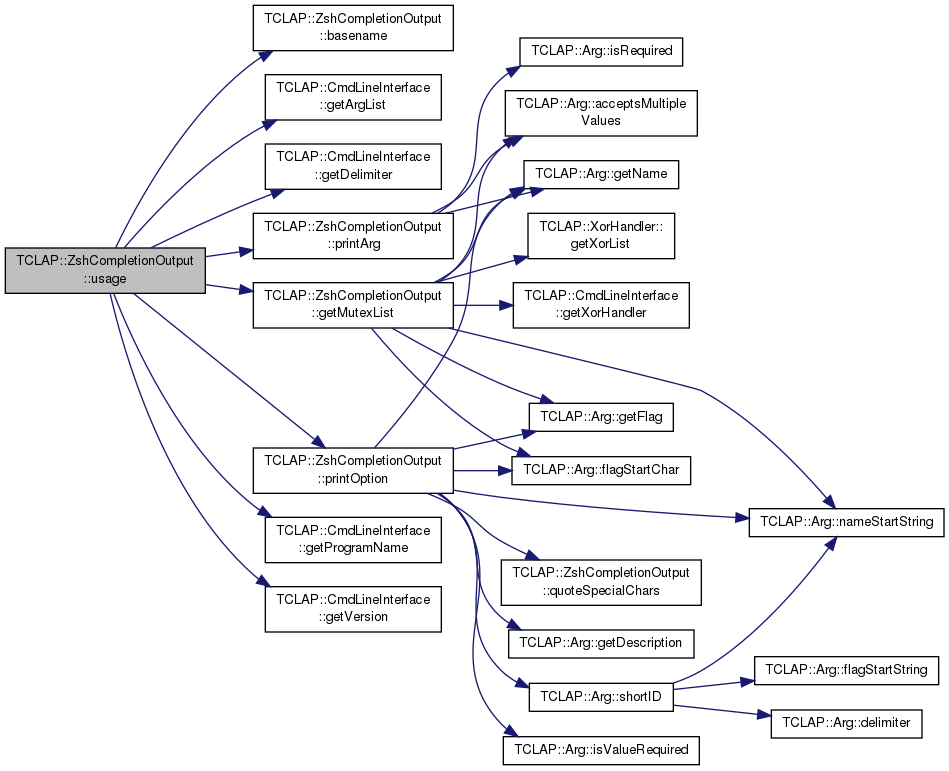 TCLAP::ZshCompletionOutput
::usage
TCLAP::ZshCompletionOutput
::basename
TCLAP::CmdLineInterface
::getArgList
TCLAP::CmdLineInterface
::getDelimiter
TCLAP::ZshCompletionOutput
::printArg
TCLAP::ZshCompletionOutput
::getMutexList
TCLAP::ZshCompletionOutput
::printOption
TCLAP::CmdLineInterface
::getProgramName
TCLAP::CmdLineInterface
::getVersion
TCLAP::Arg::isRequired
TCLAP::Arg::acceptsMultiple
Values
TCLAP::Arg::getName
TCLAP::XorHandler::
getXorList
TCLAP::CmdLineInterface
::getXorHandler
TCLAP::Arg::getFlag
TCLAP::Arg::flagStartChar
TCLAP::ZshCompletionOutput
::quoteSpecialChars
TCLAP::Arg::getDescription
TCLAP::Arg::shortID
TCLAP::Arg::isValueRequired
TCLAP::Arg::nameStartString
TCLAP::Arg::flagStartString
TCLAP::Arg::delimiter